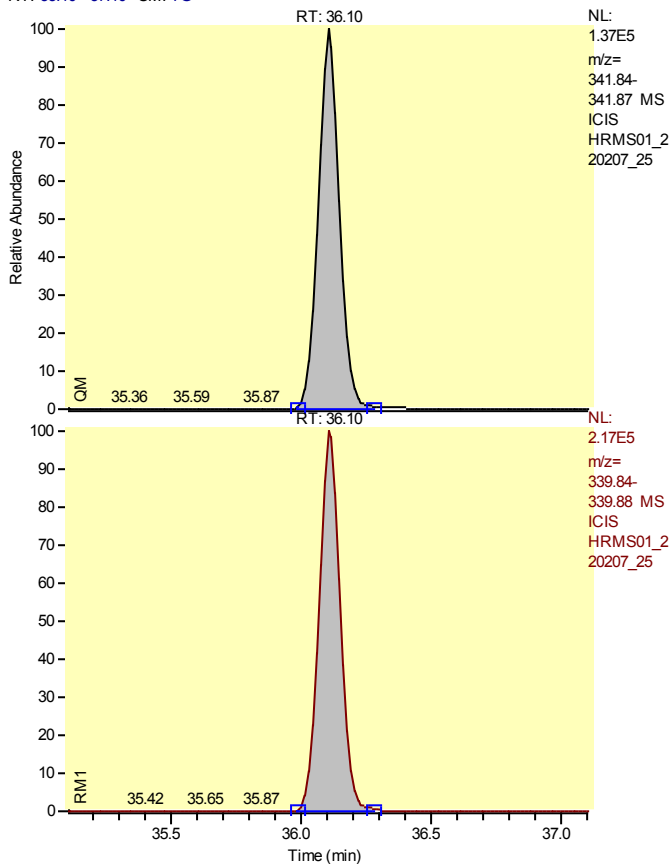 RT: 36.10
NL:
1.37E5
m/z=
341.84-
341.87 MS
ICIS
HRMS01_2
20207_25
100
90
80
70
60
50
40
30
20
10
0
Relative Abundance
QM
35.36 35.59 35.87
RT: 36.10
NL:
2.17E5
m/z=
339.84-
339.88 MS
ICIS
HRMS01_2
20207_25
100
90
80
70
60
50
40
30
20
10
0
RM1
35.42 35.65 35.87
35.5 36.0 36.5 37.0
Time (min)